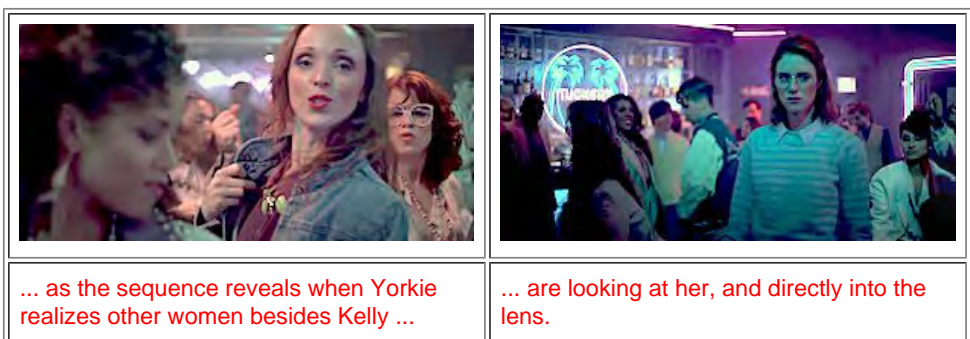 TUCKERS
... as the sequence reveals when Yorkie
realizes other women besides Kelly ...
... are looking at her, and directly into the
lens.